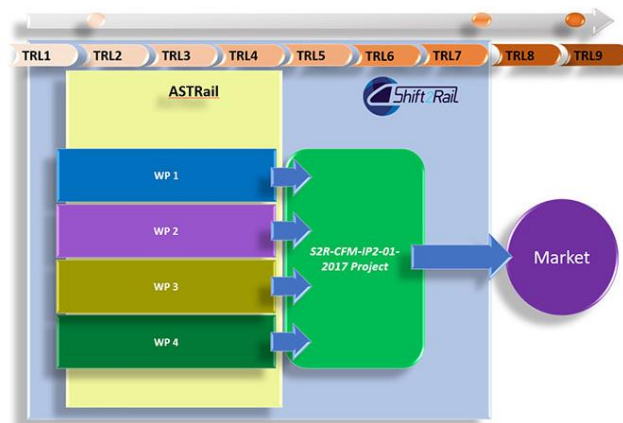 TRL1 TRL2 TRL3 TRL4 TRL5 TRL6 TRL7 TRL8 TRL9
ASTRail
Shift2Rail
WP 1
WP 2
WP 3
WP 4
S2R-CFM-IP2-01-
2017 Project
Market